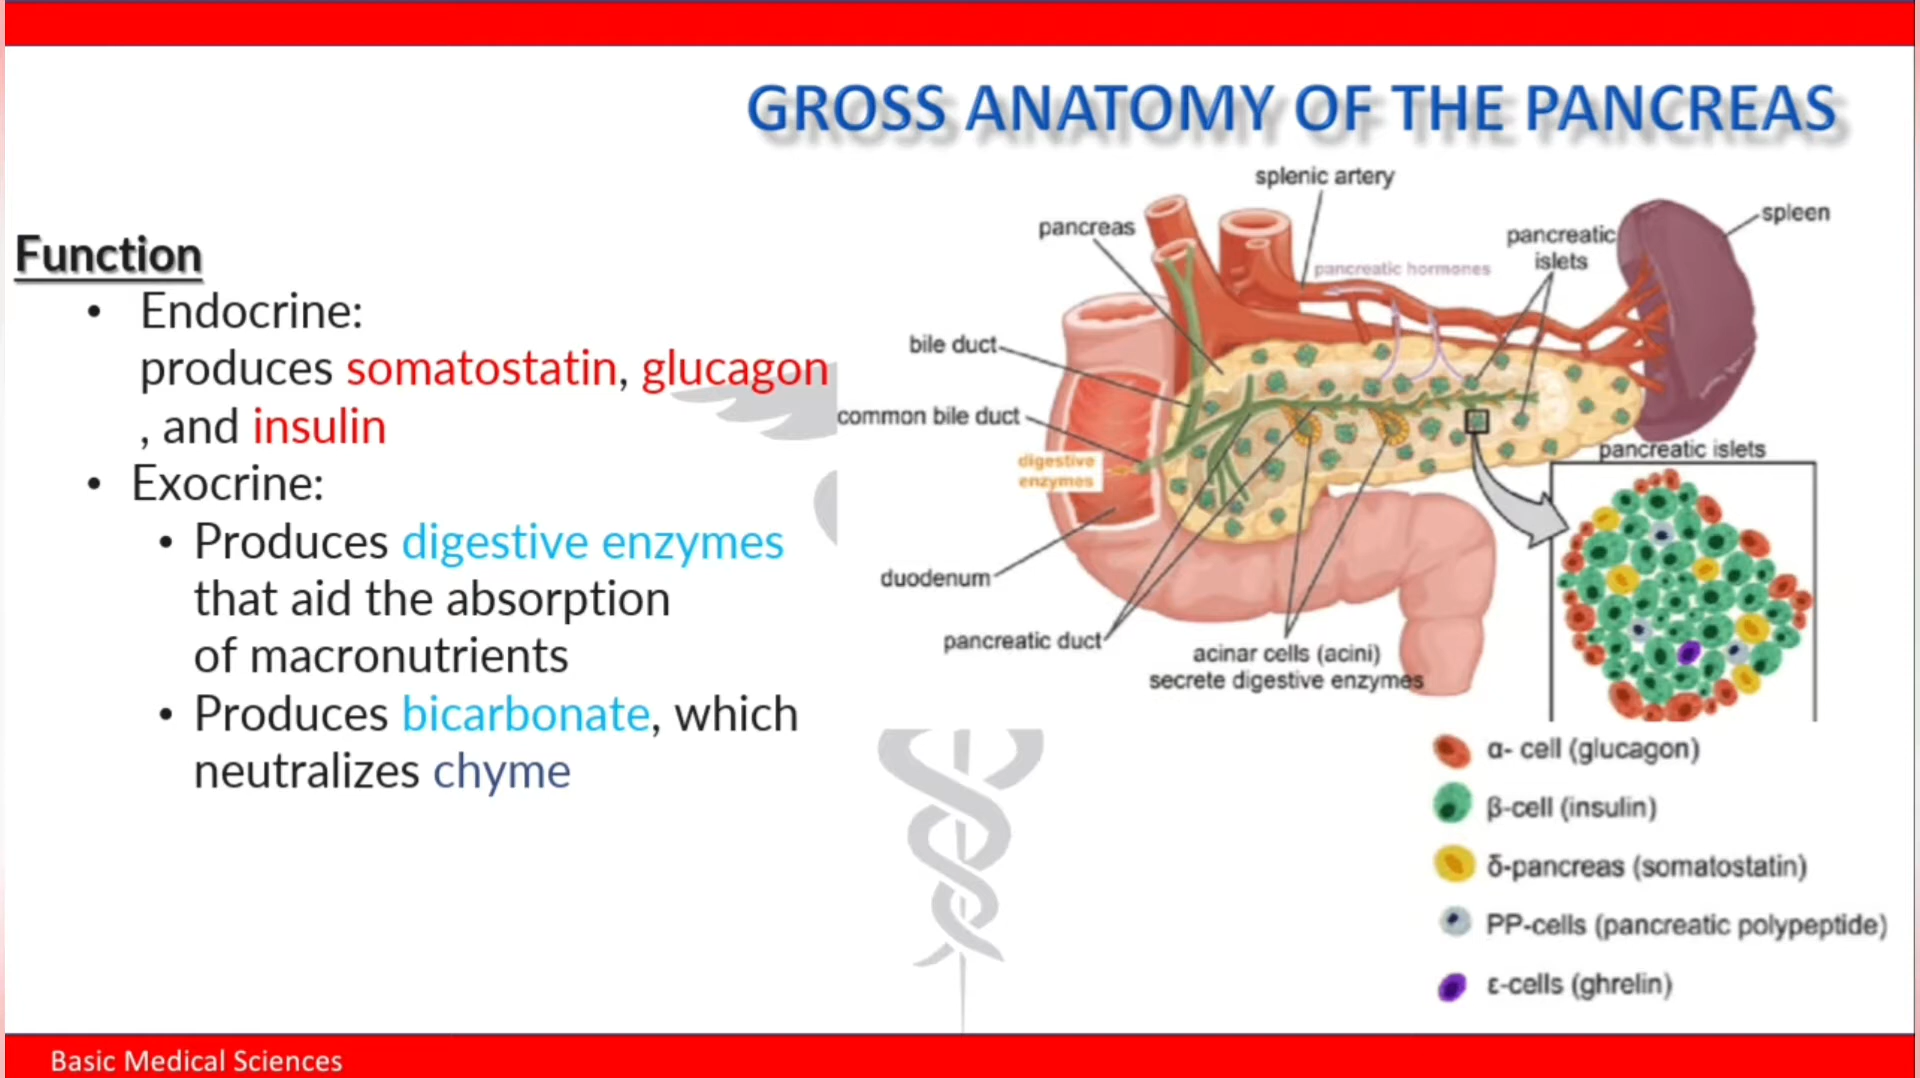 GROSS ANATOMY OF THE PANCREAS
Function
• Endocrine:
produces somatostatin, glucagon
, and insulin
• Exocrine:
• Produces digestive enzymes
that aid the absorption
of macronutrients
• Produces bicarbonate, which
neutralizes chyme
splenic artery
pancreas
spleen
pancreatic
islets
pancreatic hormones
bile duct
common bile duct
digestive
enzymes
pancreatic islets
duodenum
pancreatic duct
acinar cells (acini)
secrete digestive enzymes
α- cell (glucagon)
β-cell (insulin)
δ-pancreas (somatostatin)
PP-cells (pancreatic polypeptide)
ε-cells (ghrelin)
Basic Medical Sciences